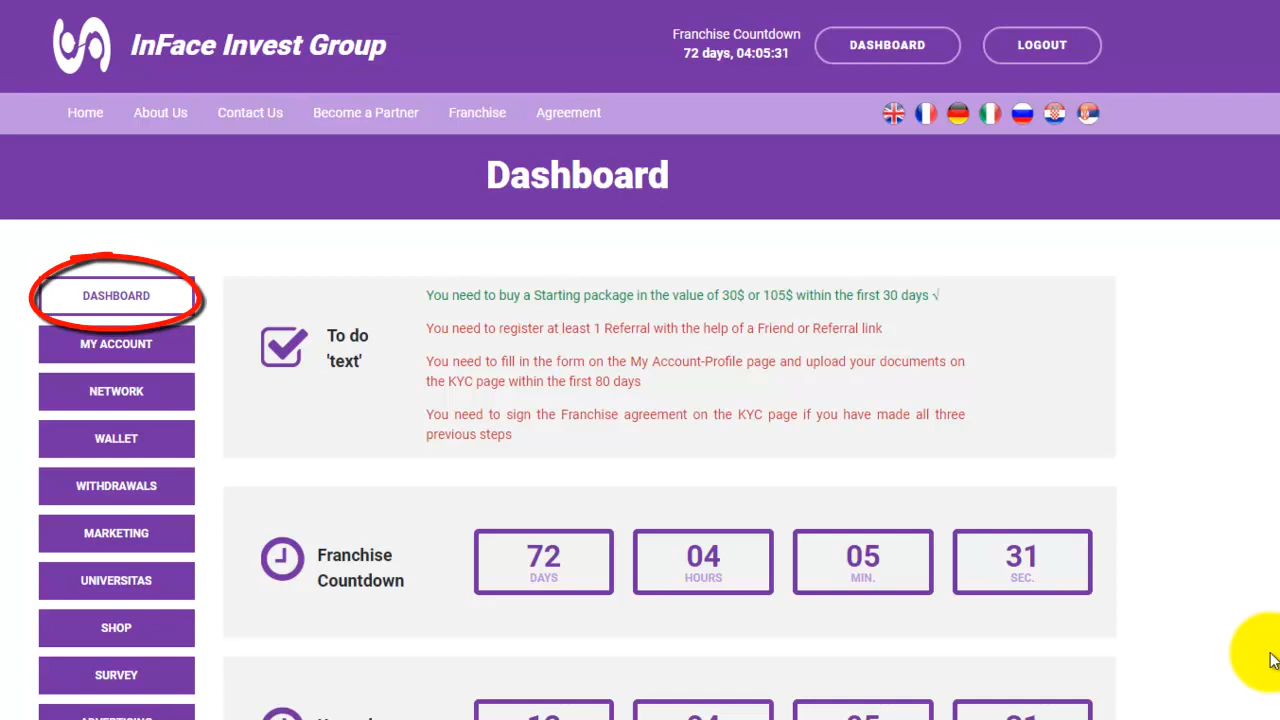 InFace Invest Group
Franchise Countdown
72 days, 04:05:31
DASHBOARD
LOGOUT
Home
About Us
Contact Us
Become a Partner
Franchise
Agreement
Dashboard
DASHBOARD
MY ACCOUNT
NETWORK
WALLET
WITHDRAWALS
MARKETING
UNIVERSITAS
SHOP
SURVEY
To do
'text'
You need to buy a Starting package in the value of 30$ or 105$ within the first 30 days √
You need to register at least 1 Referral with the help of a Friend or Referral link
You need to fill in the form on the My Account-Profile page and upload your documents on
the KYC page within the first 80 days
You need to sign the Franchise agreement on the KYC page if you have made all three
previous steps
Franchise
Countdown
72
DAYS
04
HOURS
05
MIN.
31
SEC.